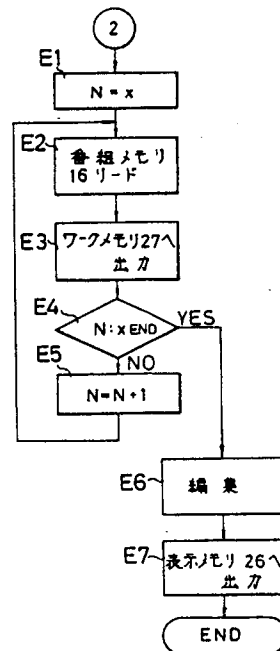 2
E1
N = x
E2
番組メモリ
16リード
E3
ワークメモリ27へ
出力
E4
N:x END
YES
NO
E5
N=N+1
E6
編集
E7
表示メモリ 26へ
出力
END